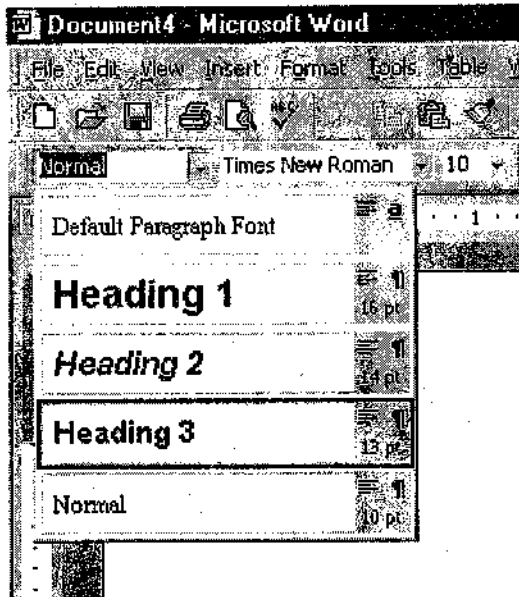 Document4 - Microsoft Word
File Edit View Insert Format Tools Table
Normal Times New Roman 10
Default Paragraph Font a
1
Heading 1 ¶
16 pt
Heading 2 ¶
14 pt
Heading 3 ¶
13 pt
Normal ¶
10 pt